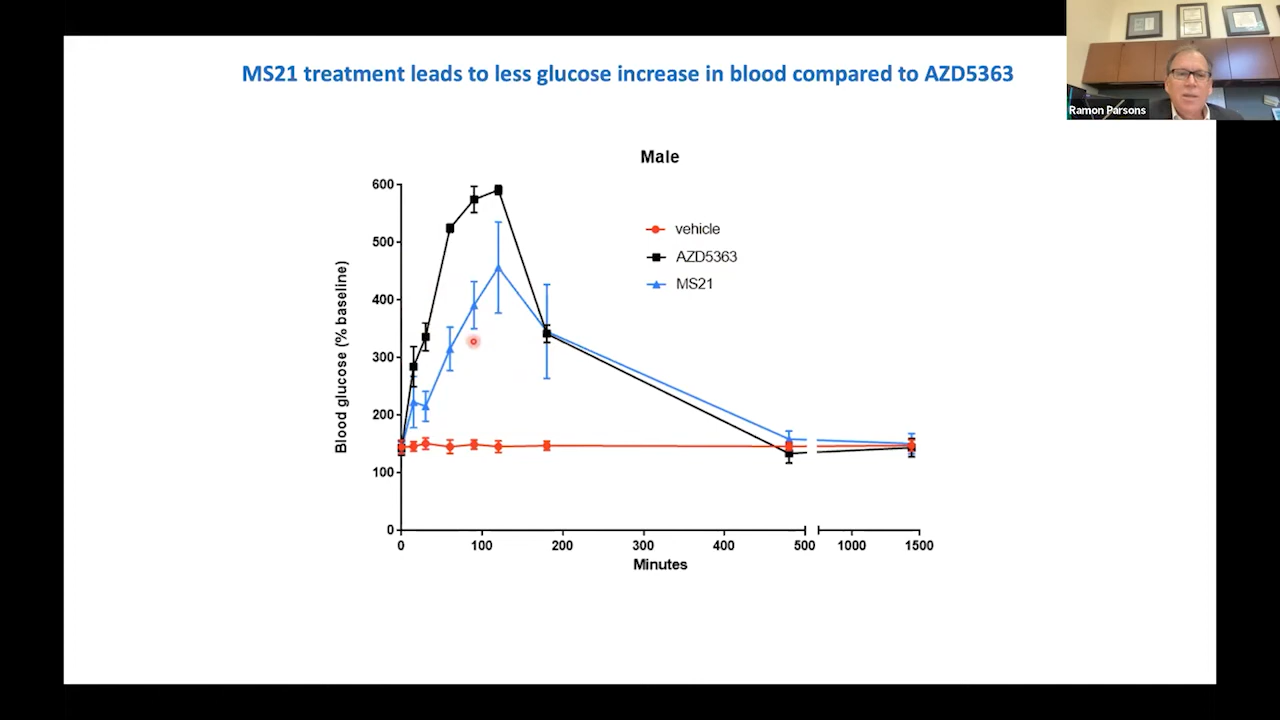 MS21 treatment leads to less glucose increase in blood compared to AZD5363
Ramon Parsons
Male
600
500
400
300
200
100
0
Blood glucose (% baseline)
vehicle
AZD5363
MS21
0 100 200 300 400 500 1000 1500
Minutes